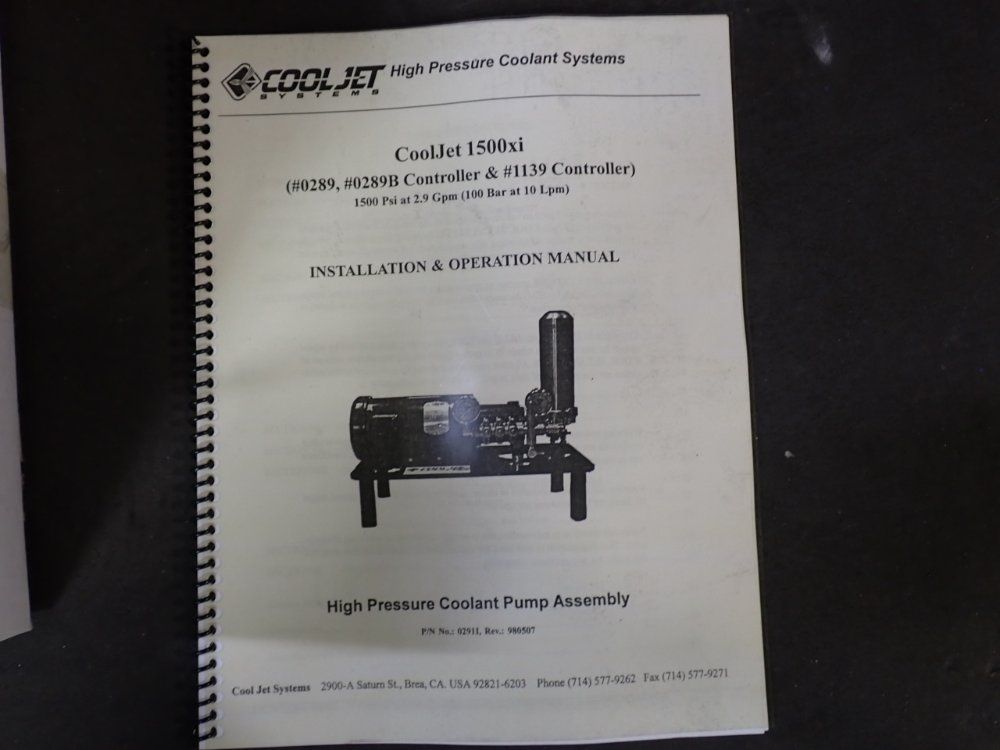 COOLJET High Pressure Coolant Systems
SYSTEMS
CoolJet 1500xi
(#0289, #0289B Controller & #1139 Controller)
1500 Psi at 2.9 Gpm (100 Bar at 10 Lpm)
INSTALLATION & OPERATION MANUAL
COOLJET
High Pressure Coolant Pump Assembly
P/N No.: 0291I, Rev.: 980507
Cool Jet Systems 2900-A Saturn St., Brea, CA. USA 92821-6203 Phone (714) 577-9262 Fax (714) 577-9271